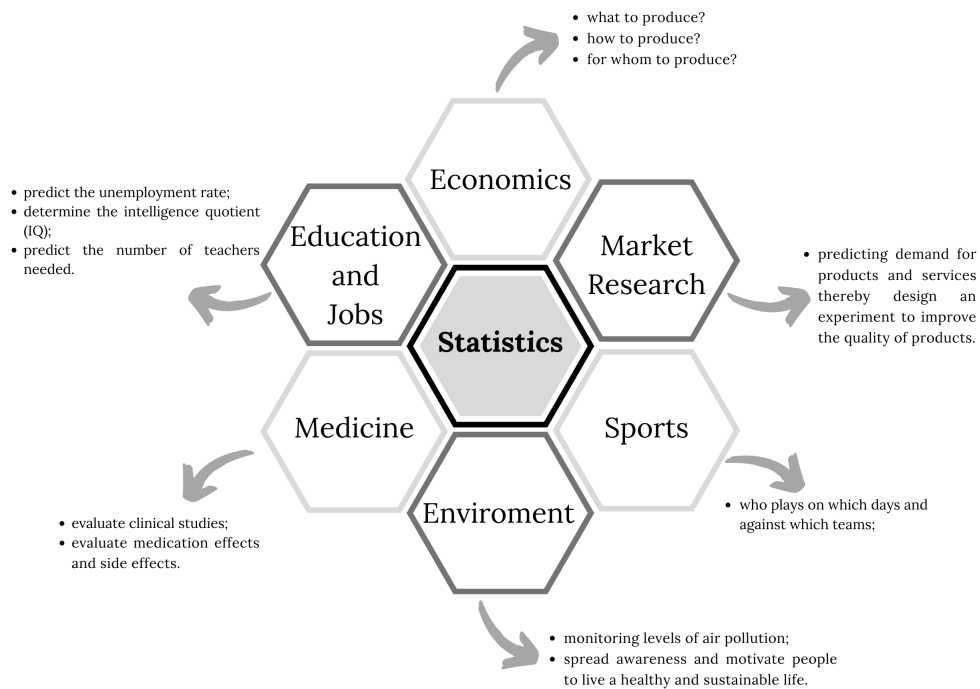 what to produce?
how to produce?
for whom to produce?
Economics
predict the unemployment rate;
determine the intelligence quotient
(IQ);
predict the number of teachers
needed.
Education
and
Jobs
Market
Research
predicting demand for
products and services
thereby design an
experiment to improve
the quality of products.
Statistics
Medicine
Sports
evaluate clinical studies;
evaluate medication effects
and side effects.
Enviroment
who plays on which days and
against which teams;
monitoring levels of air pollution;
spread awareness and motivate people
to live a healthy and sustainable life.